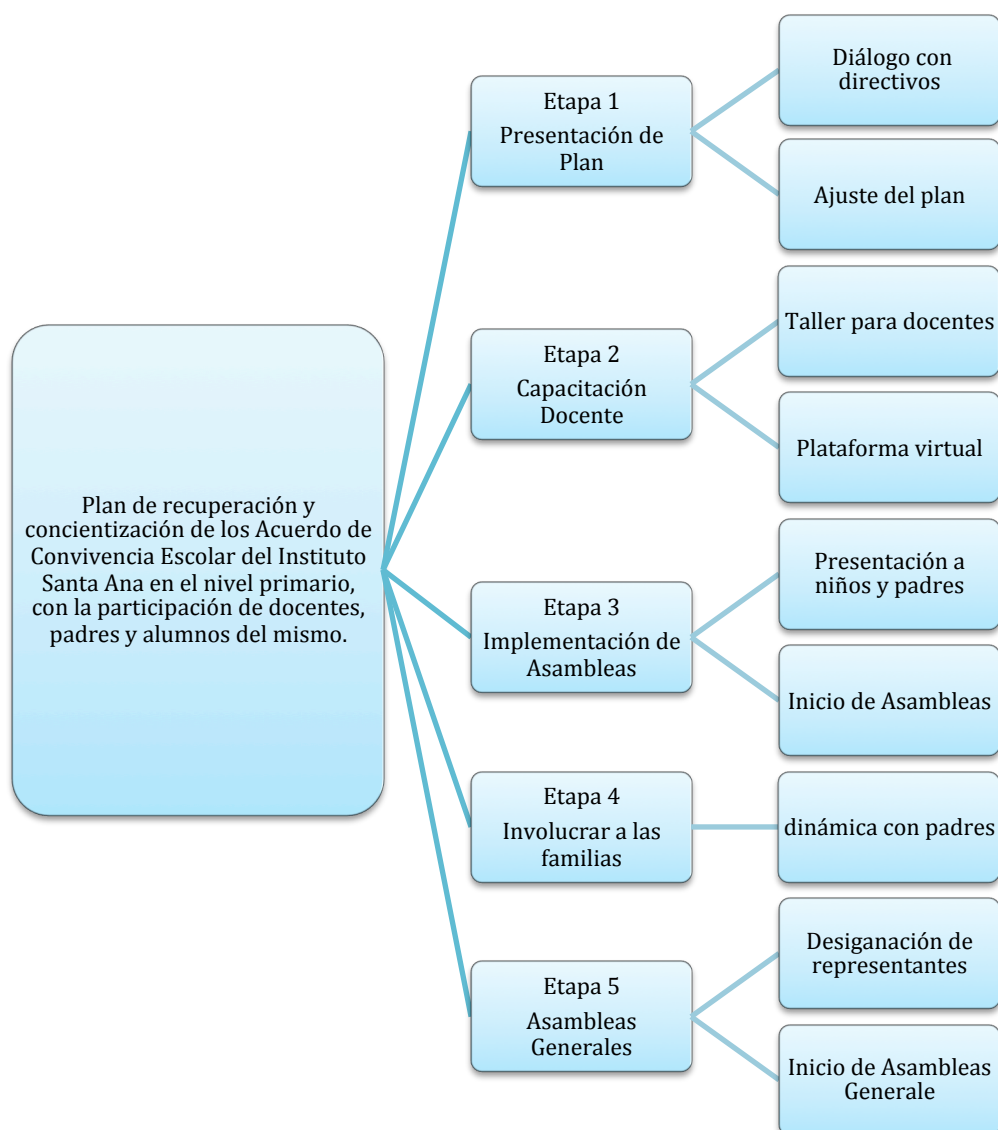 Plan de recuperación y
concientización de los Acuerdo de
Convivencia Escolar del Instituto
Santa Ana en el nivel primario,
con la participación de docentes,
padres y alumnos del mismo.
Etapa 1
Presentación de
Plan
Diálogo con
directivos
Ajuste del plan
Etapa 2
Capacitación
Docente
Taller para docentes
Plataforma virtual
Etapa 3
Implementación de
Asambleas
Presentación a
niños y padres
Inicio de Asambleas
Etapa 4
Involucrar a las
familias
dinámica con padres
Etapa 5
Asambleas
Generales
Desiganación de
representantes
Inicio de Asambleas
Generale